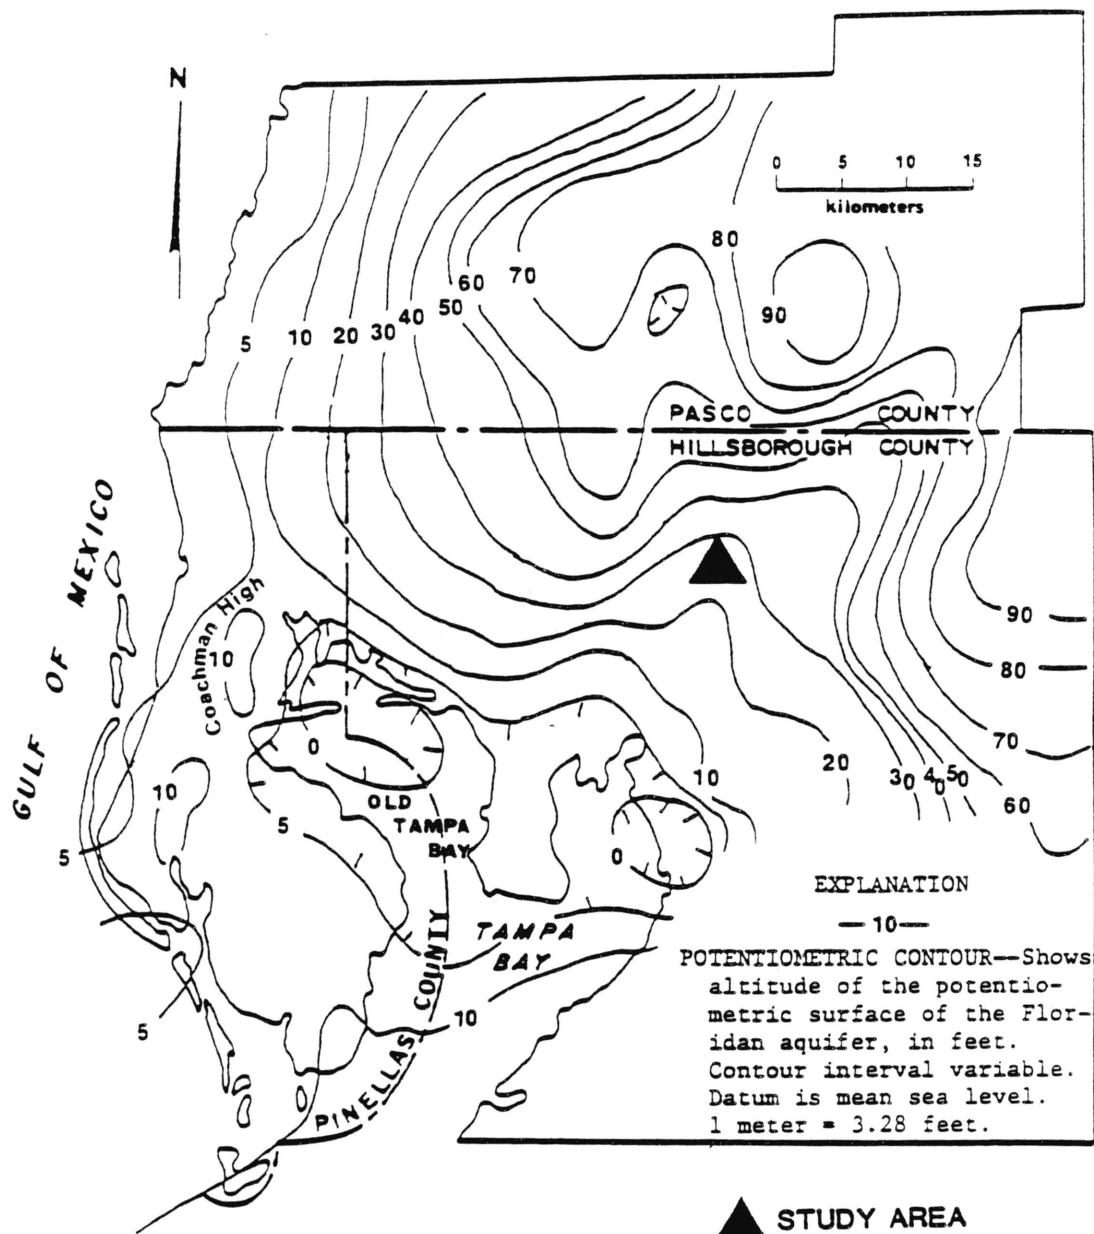 N
0 5 10 15
kilometers
80
70
60
50
40
90
5 10 20 30
PASCO COUNTY
HILLSBOROUGH COUNTY
GULF OF MEXICO
Coachman High
10
90
80
70
60
0
10
OLD
TAMPA
BAY
5
5
10
20
30 40 50
0
EXPLANATION
—10—
POTENTIOMETRIC CONTOUR—Shows
altitude of the potentio-
metric surface of the Flor-
idan aquifer, in feet.
Contour interval variable.
Datum is mean sea level.
1 meter = 3.28 feet.
TAMPA
BAY
5
10
PINELLAS COUNTY
STUDY AREA